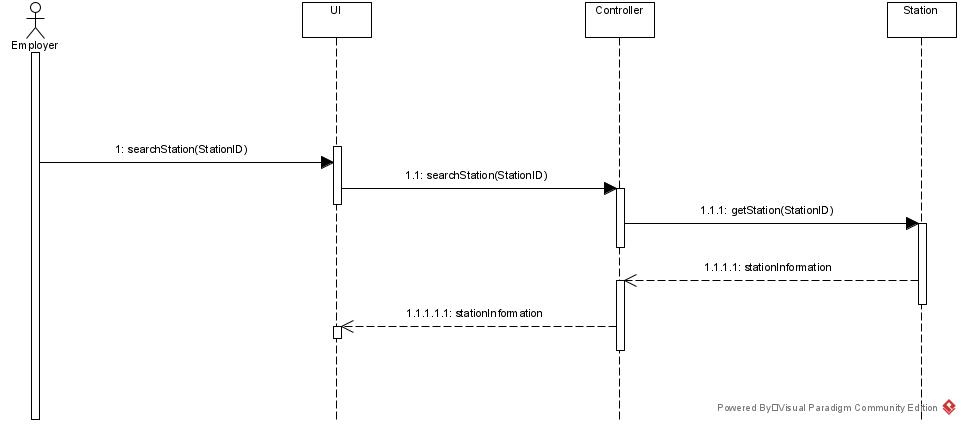 UI
Controller
Station
Employer
1: searchStation(StationID)
1.1: searchStation(StationID)
1.1.1: getStation(StationID)
1.1.1.1: stationInformation
1.1.1.1.1: stationInformation
Powered By Visual Paradigm Community Edition